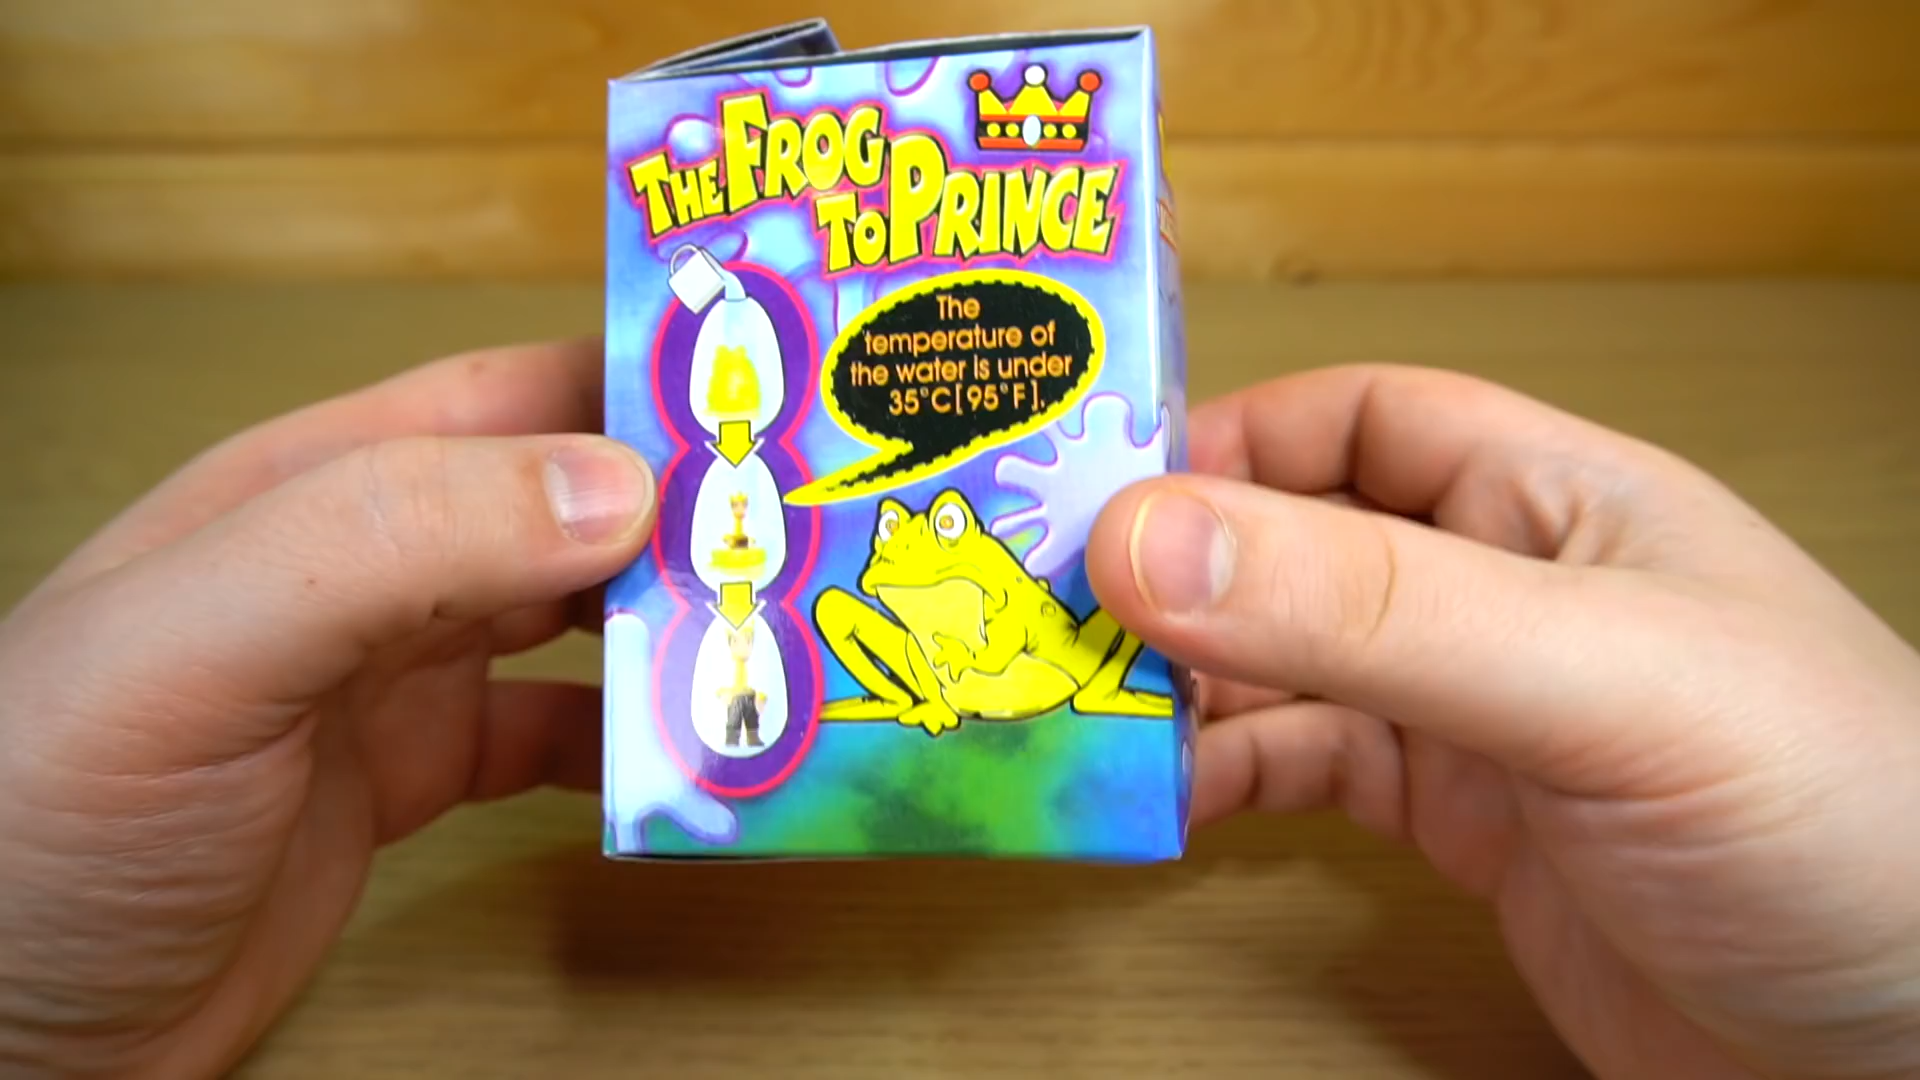 THE FROG
TO PRINCE
The
temperature of
the water is under
35°C[95°F].